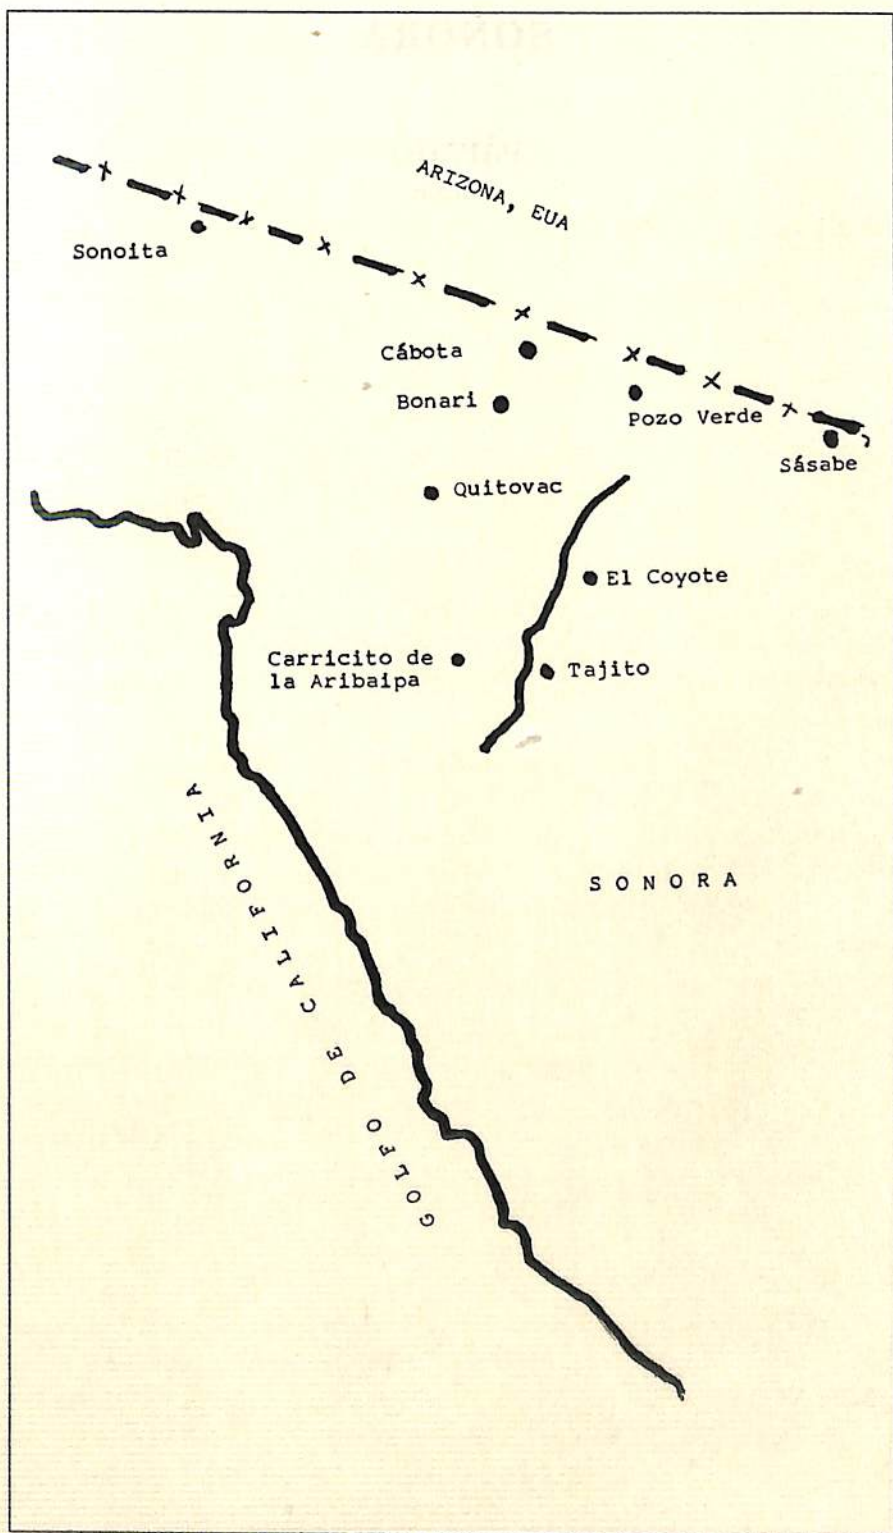 ARIZONA, EUA
Sonoita
Cábota
Bonari
Pozo Verde
Sásabe
Quitovac
El Coyote
Carricito de
la Aribaipa
Tajito
GOLFO DE CALIFORNIA
SONORA